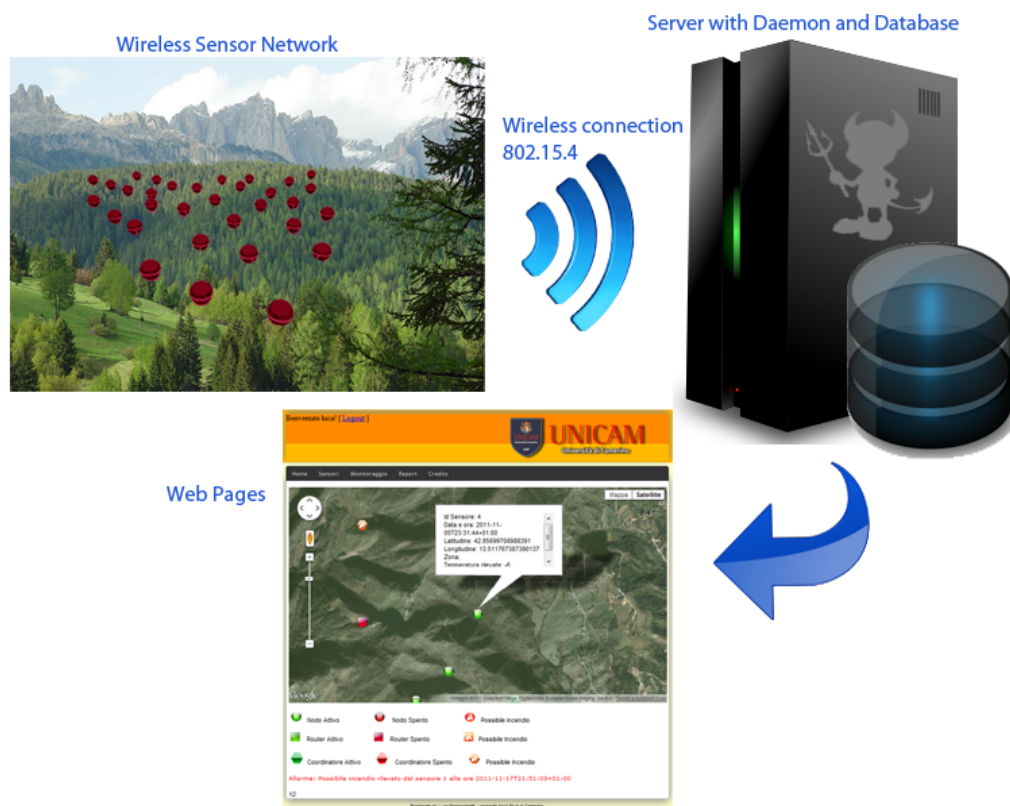 Wireless Sensor Network
Server with Daemon and Database
Wireless connection
802.15.4
Web Pages
Benvenuto luca! [ Logout ]
UNICAM
Università di Camerino
Home Sensori Monitoraggio Report Credits
Mappa Satellite
Id Sensore: 4
Data e ora: 2011-11-
05T23:31:44+01:00
Latitudine: 42.85699708988391
Longitudine: 13.511767387390137
Zona:
Temperatura rilevata:
Google
Nodo Attivo Nodo Spento Possibile incendio
Router Attivo Router Spento Possibile Incendio
Coordinatore Attivo Coordinatore Spento Possibile Incendio
Allarme: Possibile incendio rilevato dal sensore 1 alle ore 2011-11-17T21:51:03+01:00
12